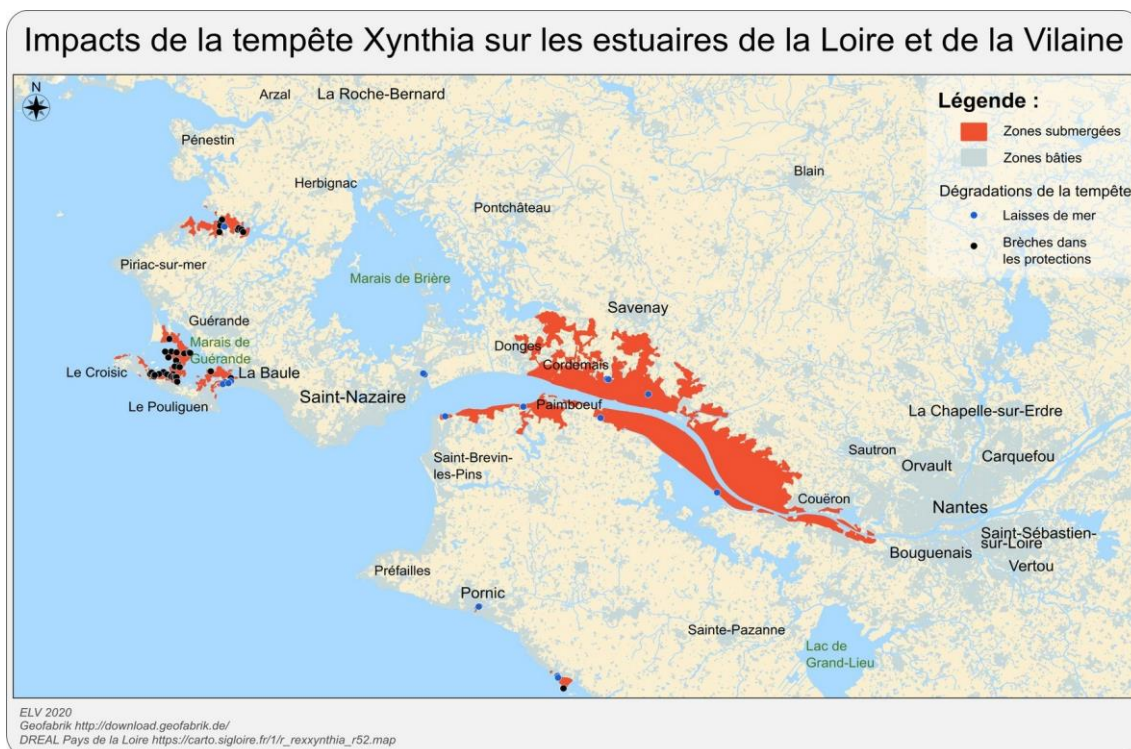 Impacts de la tempête Xynthia sur les estuaires de la Loire et de la Vilaine
N
Arzal
La Roche-Bernard
Légende :
Zones submergées
Zones bâties
Dégradations de la tempête
Laisses de mer
Brèches dans
les protections
Pénestin
Blain
Herbignac
Pontchâteau
Piriac-sur-mer
Marais de Brière
Savenay
Guérande
Marais de
Guérande
Donges
Cordemais
Le Croisic
La Baule
Saint-Nazaire
Le Pouliguen
Paimboeuf
La Chapelle-sur-Erdre
Sautron
Carquefou
Orvault
Saint-Brevin-
les-Pins
Couëron
Nantes
Saint-Sébastien-
sur-Loire
Bouguenais
Vertou
Préfailles
Pornic
Sainte-Pazanne
Lac de
Grand-Lieu
ELV 2020
Geofabrik http://download.geofabrik.de/
DREAL Pays de la Loire https://carto.sigloire.fr/1/r_rexxynthia_r52.map